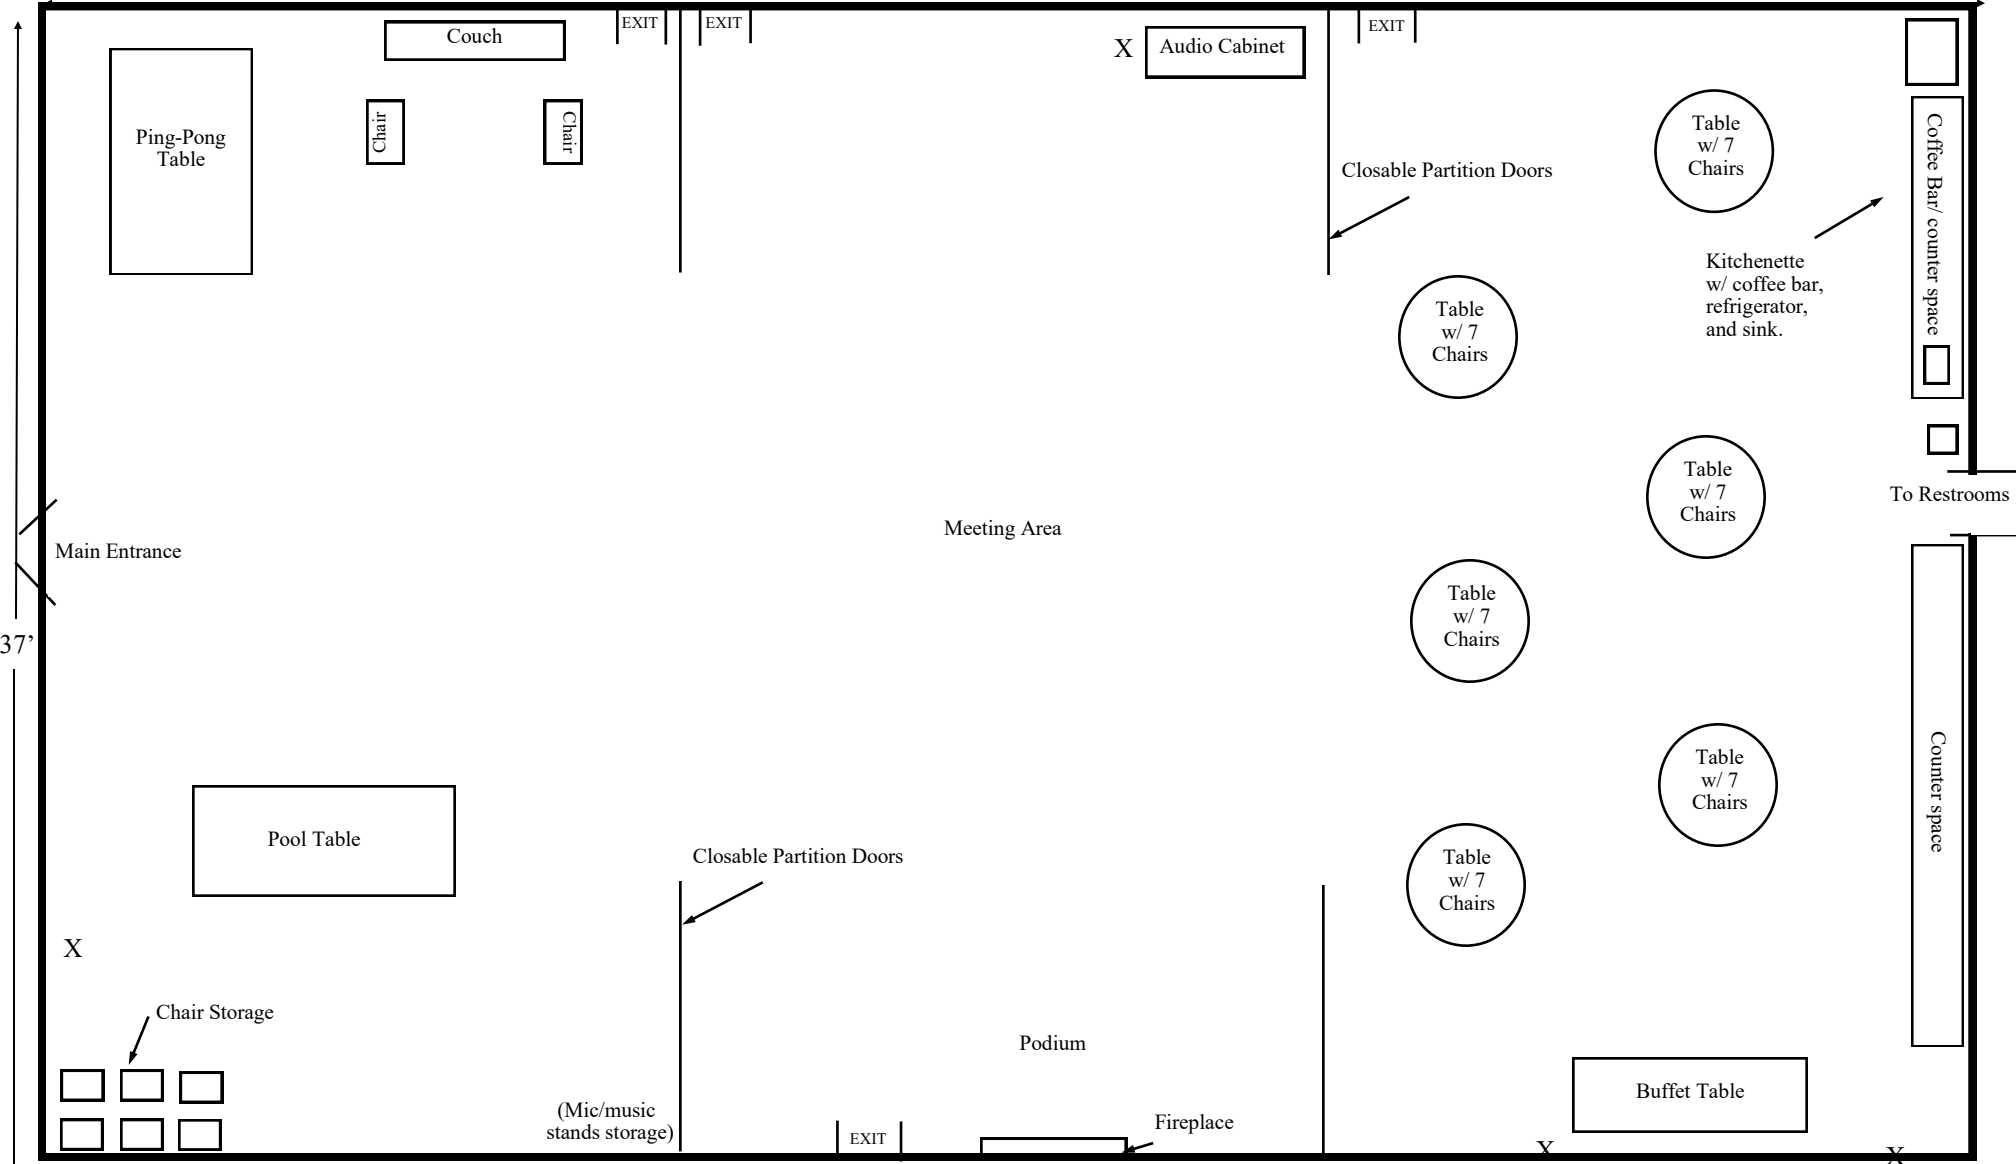 Couch
EXIT
EXIT
X
Audio Cabinet
EXIT
Ping-Pong
Table
Chair
Chair
Table
w/ 7
Chairs
Coffee Bar/ counter space
Closable Partition Doors
Kitchenette
w/ coffee bar,
refrigerator,
and sink.
Table
w/ 7
Chairs
Table
w/ 7
Chairs
To Restrooms
Main Entrance
Meeting Area
37’
Table
w/ 7
Chairs
Table
w/ 7
Chairs
Counter space
Pool Table
Closable Partition Doors
Table
w/ 7
Chairs
X
Chair Storage
Podium
Buffet Table
(Mic/music
stands storage)
EXIT
Fireplace
X
X